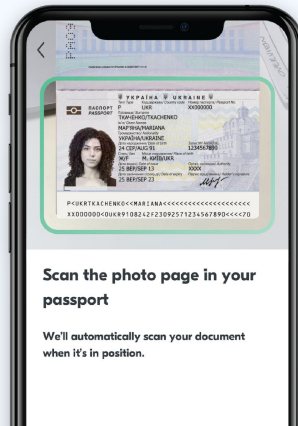 УКРАЇНА UKRAINE
ПАСПОРТ
PASSPORT
P UKR XX000000
ТКАЧЕНКО/TKACHENKO
МАР'ЯНА/MARIANA
УКРАЇНА/UKRAINE
24 СЕР/AUG 91 1234567890
Ж/F М. КИЇВ/UKR
25 ВЕР/SEP 13 XXXX
25 ВЕР/SEP 23
P<UKRTKACHENKO<<MARIANA<<<<<<<<<<<<<<<<<<<<<
XX000000<0UKR9108242F23092571234567890<<<<70
Scan the photo page in your
passport
We'll automatically scan your document
when it's in position.